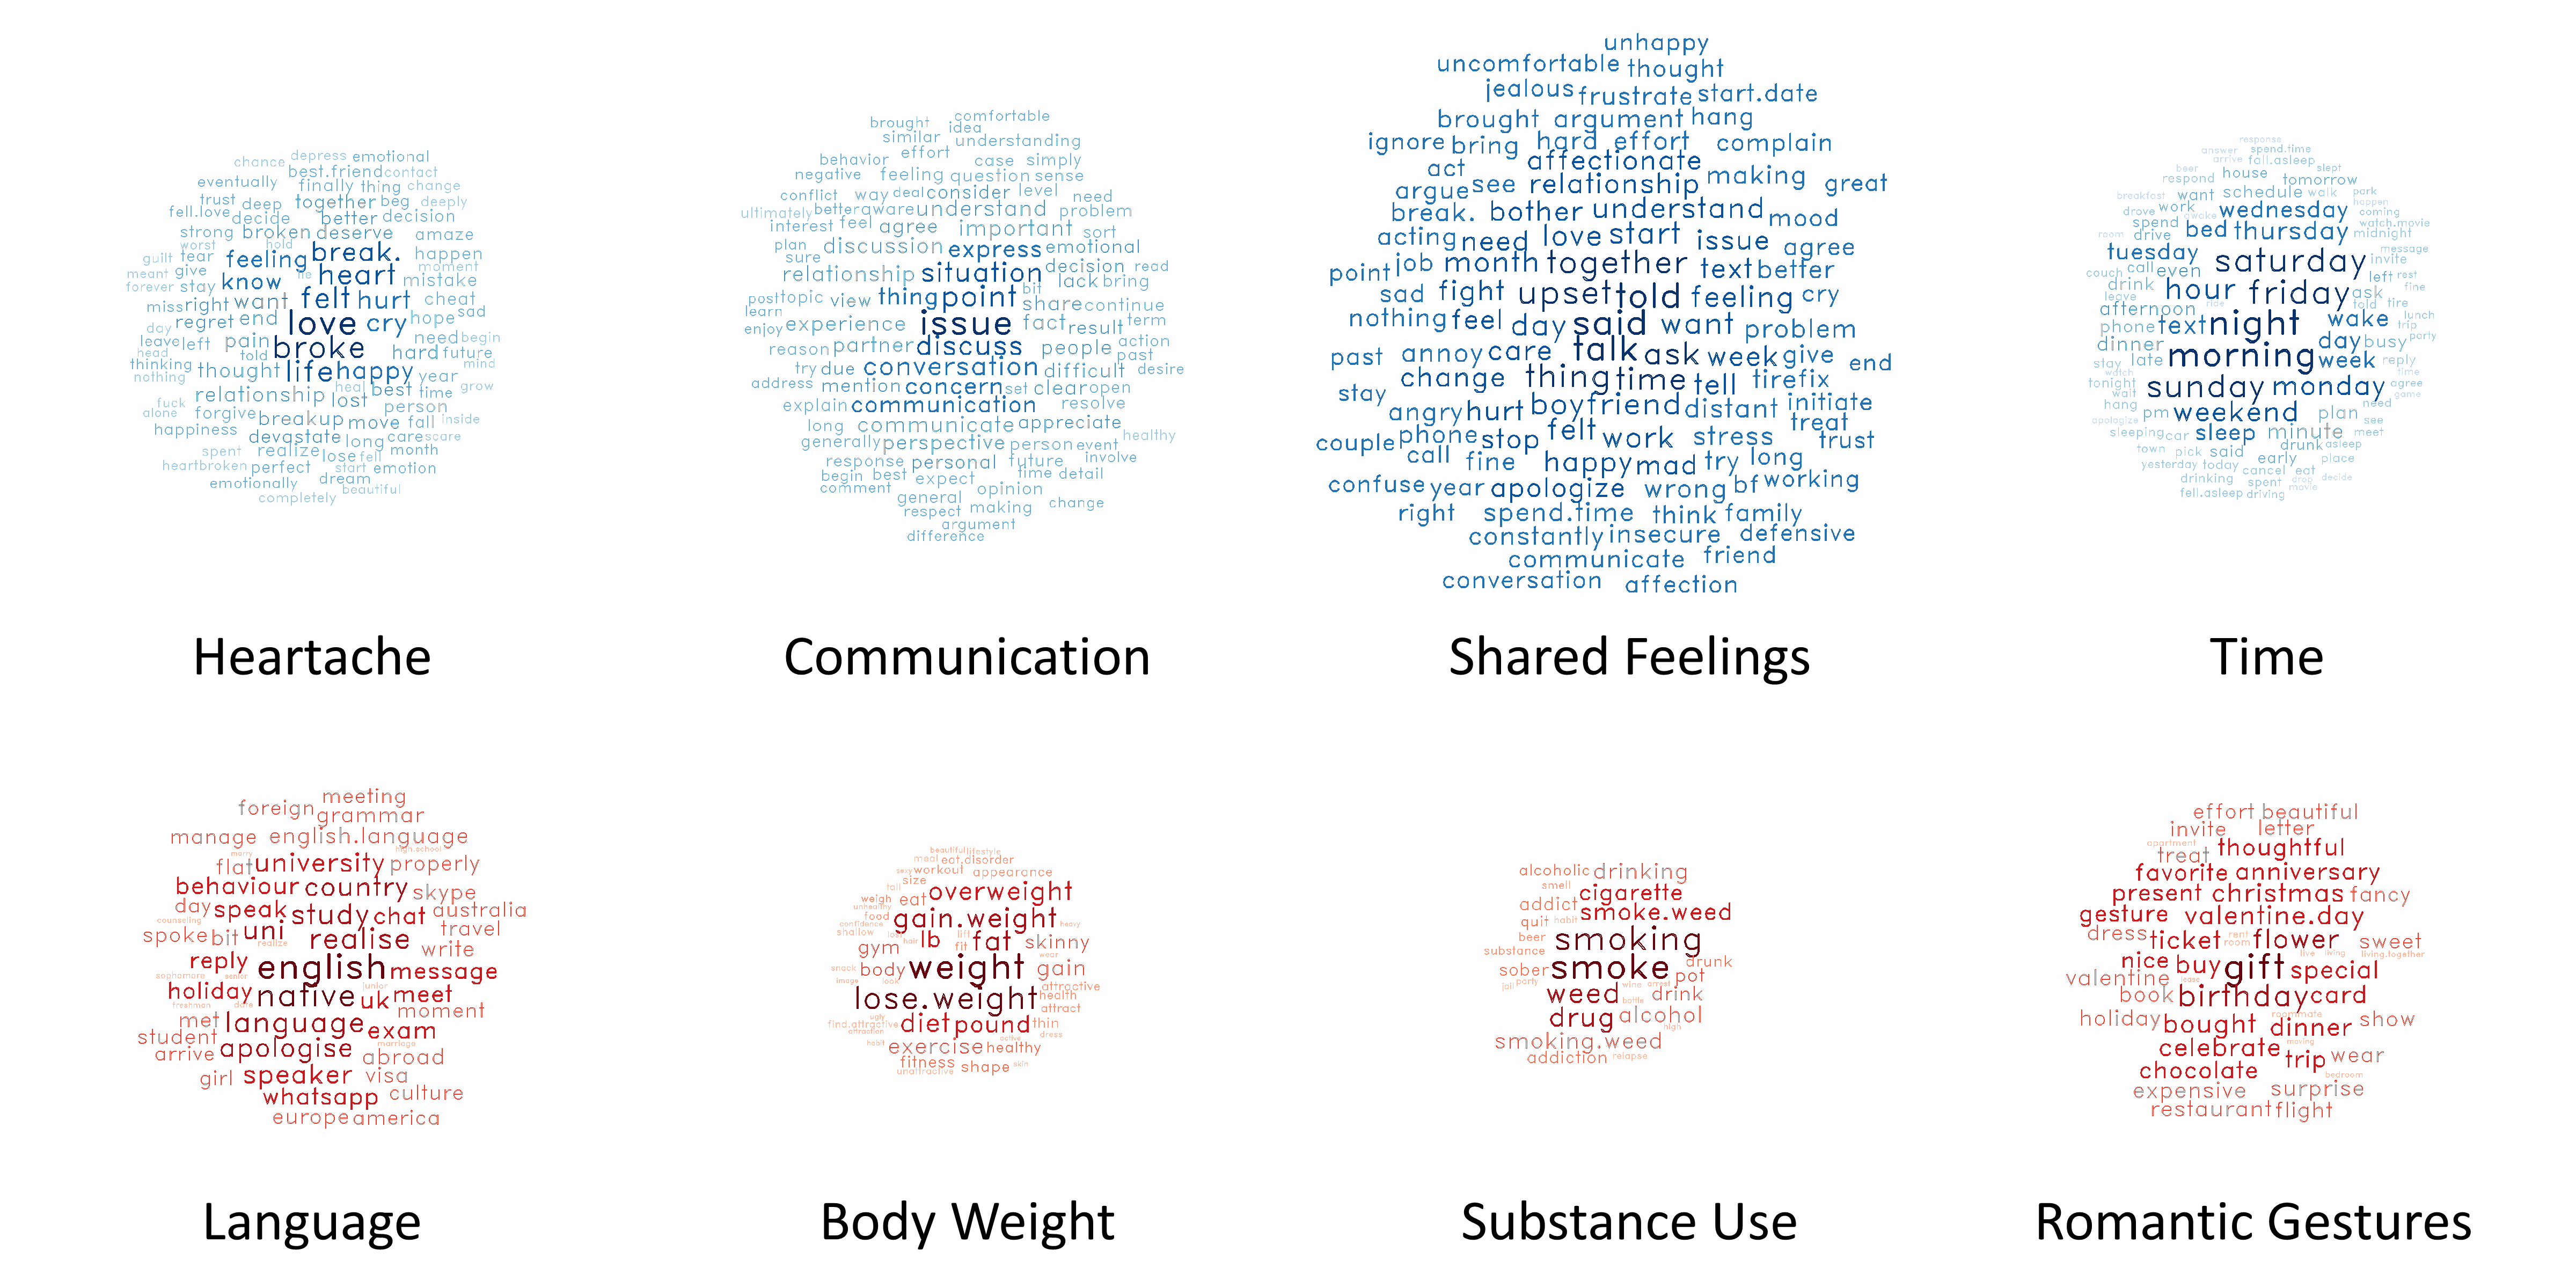 chance depress emotional
best.friend contact
eventually finally thing change
trust deep together beg deeply
fell.love decide better decision
strong broken deserve amaze
worst hold break. happen
guilt fear feeling heart moment
meant give know he mistake
forever stay felt hurt cheat
miss right want love cry hope sad
day regret end need begin
leave left pain broke hard future
head told life happy mind
thinking thought year
nothing relationship heal best time grow
fuck lost person
alone forgive breakup move fall inside
happiness devastate long care scare
spent realize lose fell month
heartbroken perfect start emotion
emotionally dream
completely beautiful
Heartache
brought comfortable
similar idea understanding
behavior effort case simply
negative feeling question sense
conflict way deal consider level need
ultimately better aware understand problem
interest feel agree important sort
plan discussion express emotional
sure relationship situation decision read
lack bring
post topic view thing point bit share continue
learn experience issue fact result term
enjoy
reason partner discuss people action
past
try due conversation difficult desire
address mention concern set clear open
explain communication resolve
long communicate appreciate
generally perspective person event healthy
response personal future involve
begin best expect time detail
comment general opinion
respect making change
argument
difference
Communication
unhappy
uncomfortable thought
jealous frustrate start.date
brought argument hang
ignore bring hard effort complain
act affectionate
argue see relationship making great
break. bother understand mood
acting need love start issue agree
point job month together text better
sad fight upset told feeling cry
nothing feel day said want problem
past annoy care talk ask week give end
change thing time tell tire fix
stay
angry hurt boyfriend distant initiate
couple phone stop felt work stress treat trust
call fine happy mad try long
confuse year apologize wrong bf working
right spend.time think family
constantly insecure defensive
communicate friend
conversation affection
Shared Feelings
response
answer spend.time
arrive fall.asleep
beer slept
respond house tomorrow
breakfast want schedule walk park
drove work wednesday happen coming
spend awake watch.movie
room drive bed thursday midnight
tuesday saturday message invite
couch call even left rest
drink hour friday ask fine
leave told tire
afternoon rise
phone text night wake lunch trip
dinner day busy party
stay late morning week reply
watch time
tonight sunday monday agree
wait game
hang pm weekend plan need
apologize see
sleeping car sleep minute meet
drunk asleep
town pick said early place
yesterday today cancel eat
drinking spent drop decide
movie
fell.asleep driving
Time
meeting
foreign grammar
manage english.language
marry high.school
flat university properly
behaviour country skype
day speak study chat australia
counseling
spoke bit uni realise travel
realize write
reply english message
sophomore senior junior
holiday native uk meet
freshman date
met language exam moment
student
arrive apologise marriage abroad
girl speaker visa
whatsapp culture
europe america
Language
beautiful lifestyle
meal eat.disorder
sexy workout appearance
size
tall overweight
weigh eat
unhealthy
food gain.weight heavy
confidence
shallow lb fat skinny
gym hair fit lift
snack body weight wear gain
image look attractive
lose.weight health
attract
ugly
find.attractive diet pound thin
attraction dress
active
habit exercise healthy
fitness shape skin
unattractive
Body Weight
alcoholic drinking
smell cigarette
addict smoke.weed
quit habit
beer smoking
substance drunk
sober smoke pot
jail party wine arrest
weed bottle drink
drug alcohol
high
smoking.weed
addiction relapse
Substance Use
effort beautiful
invite letter
apartment thoughtful
treat
favorite anniversary
present christmas fancy
gesture valentine.day
dress ticket rent room flower sweet
live living living.together
nice buy gift special
valentine lease
book birthday card
holiday bought roommate dinner show
celebrate moving trip wear
chocolate bedroom
expensive surprise
restaurant flight
Romantic Gestures